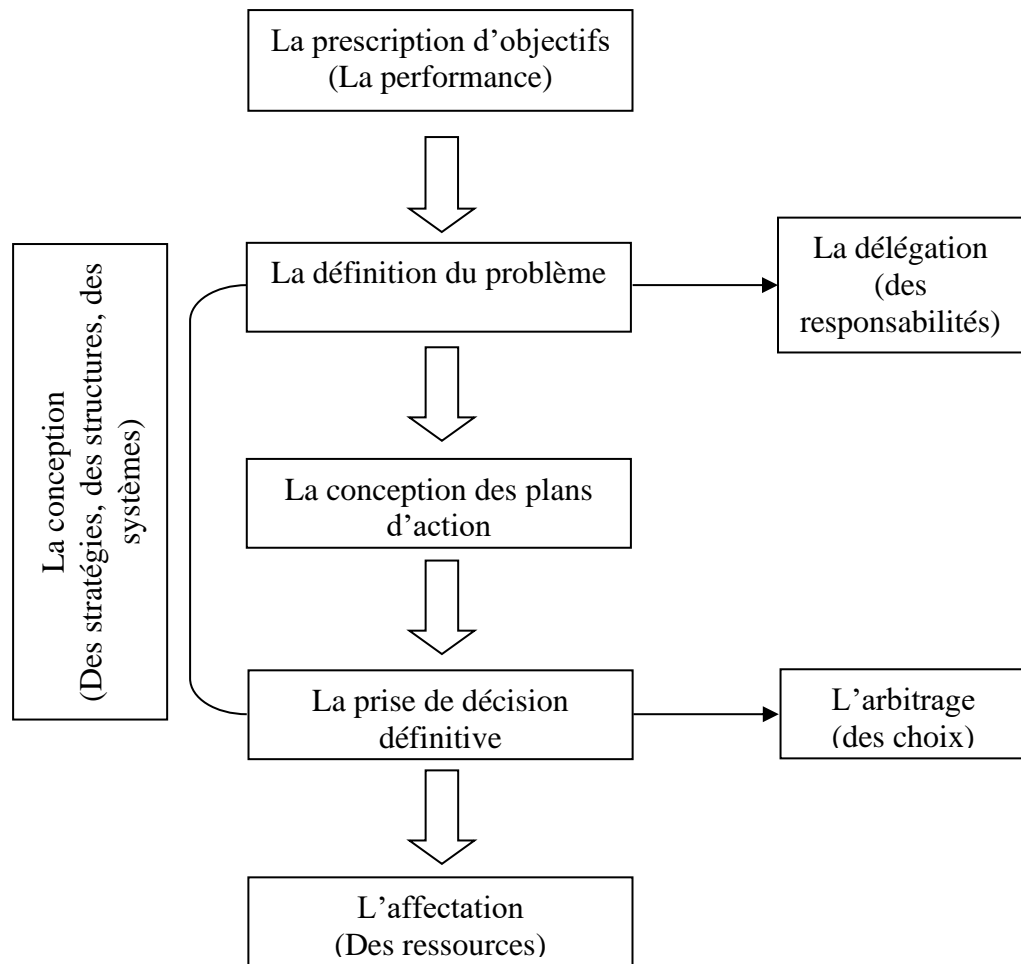 La prescription d’objectifs
(La performance)
La définition du problème
La délégation
(des
responsabilités)
La conception
(Des stratégies, des structures, des
systèmes)
La conception des plans
d’action
La prise de décision
définitive
L’arbitrage
(des choix)
L’affectation
(Des ressources)